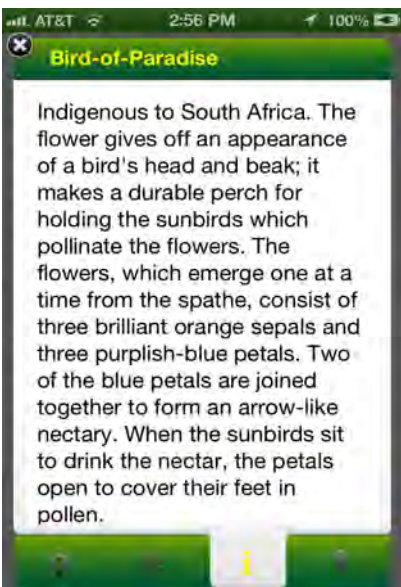 AT&T 2:56 PM 100%
Bird-of-Paradise
Indigenous to South Africa. The
flower gives off an appearance
of a bird's head and beak; it
makes a durable perch for
holding the sunbirds which
pollinate the flowers. The
flowers, which emerge one at a
time from the spathe, consist of
three brilliant orange sepals and
three purplish-blue petals. Two
of the blue petals are joined
together to form an arrow-like
nectary. When the sunbirds sit
to drink the nectar, the petals
open to cover their feet in
pollen.
i